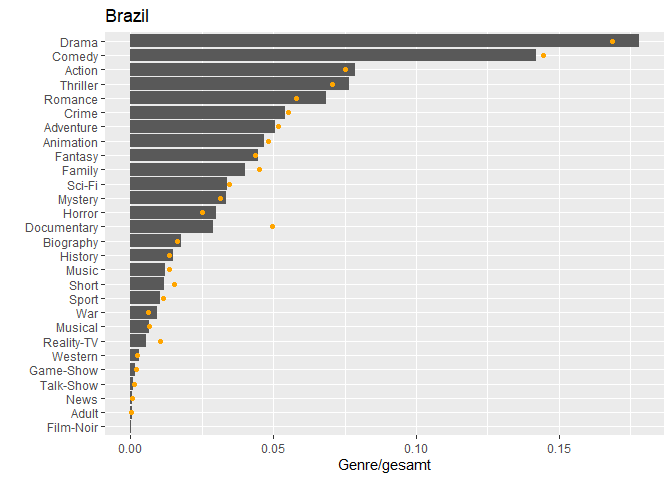 Brazil
Drama
Comedy
Action
Thriller
Romance
Crime
Adventure
Animation
Fantasy
Family
Sci-Fi
Mystery
Horror
Documentary
Biography
History
Music
Short
Sport
War
Musical
Reality-TV
Western
Game-Show
Talk-Show
News
Adult
Film-Noir
0.00 0.05 0.10 0.15
Genre/gesamt